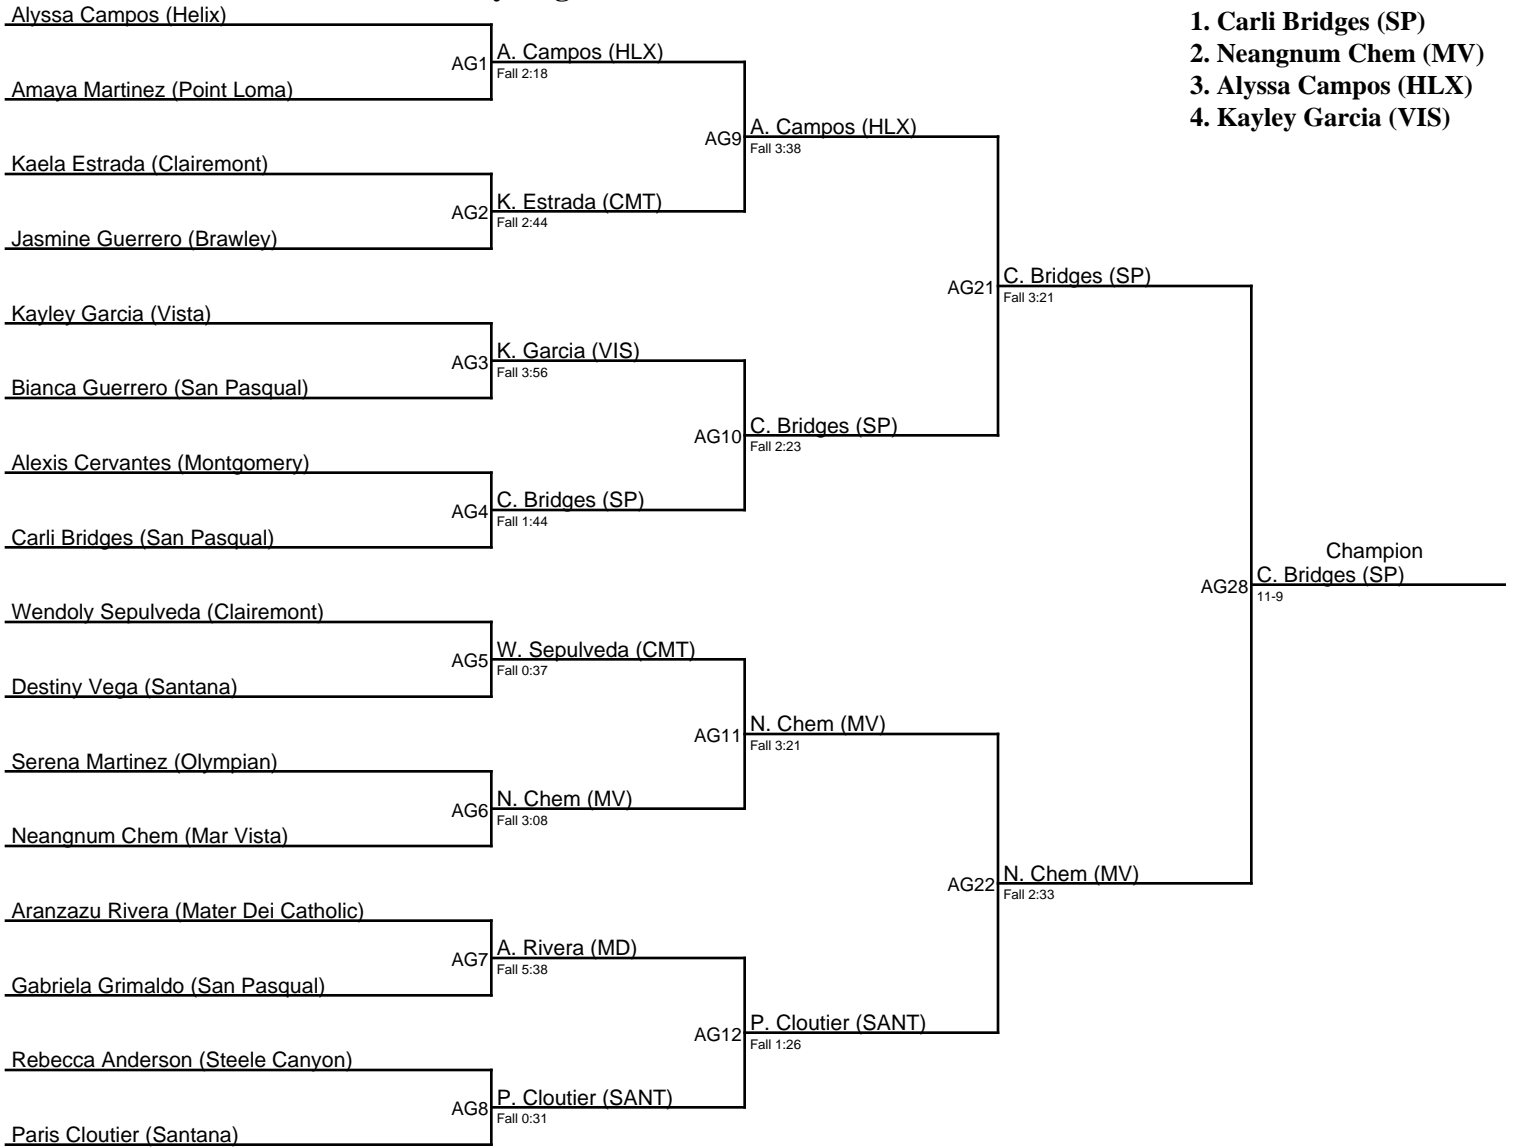 Alyssa Campos (Helix)
Amaya Martinez (Point Loma)
Kaela Estrada (Clairemont)
Jasmine Guerrero (Brawley)
Kayley Garcia (Vista)
Bianca Guerrero (San Pasqual)
Alexis Cervantes (Montgomery)
Carli Bridges (San Pasqual)
Wendoly Sepulveda (Clairemont)
Destiny Vega (Santana)
Serena Martinez (Olympian)
Neangnum Chem (Mar Vista)
Aranzazu Rivera (Mater Dei Catholic)
Gabriela Grimaldo (San Pasqual)
Rebecca Anderson (Steele Canyon)
Paris Cloutier (Santana)
AG1
A. Campos (HLX)
Fall 2:18
AG2
K. Estrada (CMT)
Fall 2:44
AG3
K. Garcia (VIS)
Fall 3:56
AG4
C. Bridges (SP)
Fall 1:44
AG5
W. Sepulveda (CMT)
Fall 0:37
AG6
N. Chem (MV)
Fall 3:08
AG7
A. Rivera (MD)
Fall 5:38
AG8
P. Cloutier (SANT)
Fall 0:31
AG9
A. Campos (HLX)
Fall 3:38
AG10
C. Bridges (SP)
Fall 2:23
AG11
N. Chem (MV)
Fall 3:21
AG12
P. Cloutier (SANT)
Fall 1:26
AG21
C. Bridges (SP)
Fall 3:21
AG22
N. Chem (MV)
Fall 2:33
AG28
Champion
C. Bridges (SP)
11-9
1. Carli Bridges (SP)
2. Neangnum Chem (MV)
3. Alyssa Campos (HLX)
4. Kayley Garcia (VIS)